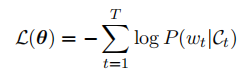 𝓛(𝜽) = − ∑_{t=1}^{T} log P(w_t|𝒞_t)